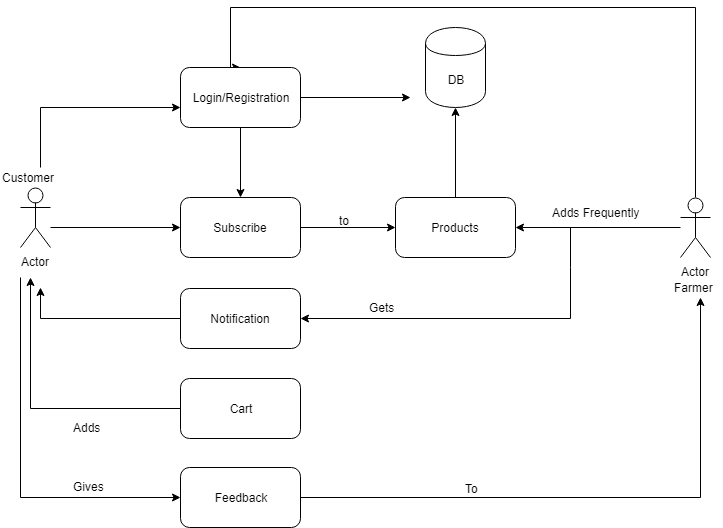 DB
Login/Registration
Customer
Actor
Subscribe
to
Products
Adds Frequently
Actor
Farmer
Notification
Gets
Cart
Adds
Gives
Feedback
To